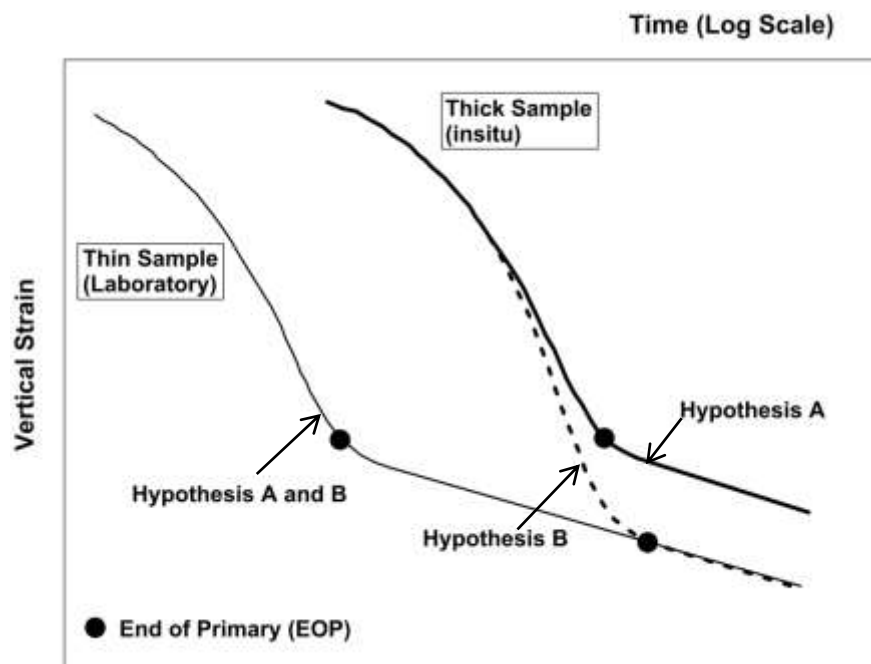 Time (Log Scale)
Thick Sample
(insitu)
Thin Sample
(Laboratory)
Vertical Strain
Hypothesis A
Hypothesis A and B
Hypothesis B
End of Primary (EOP)